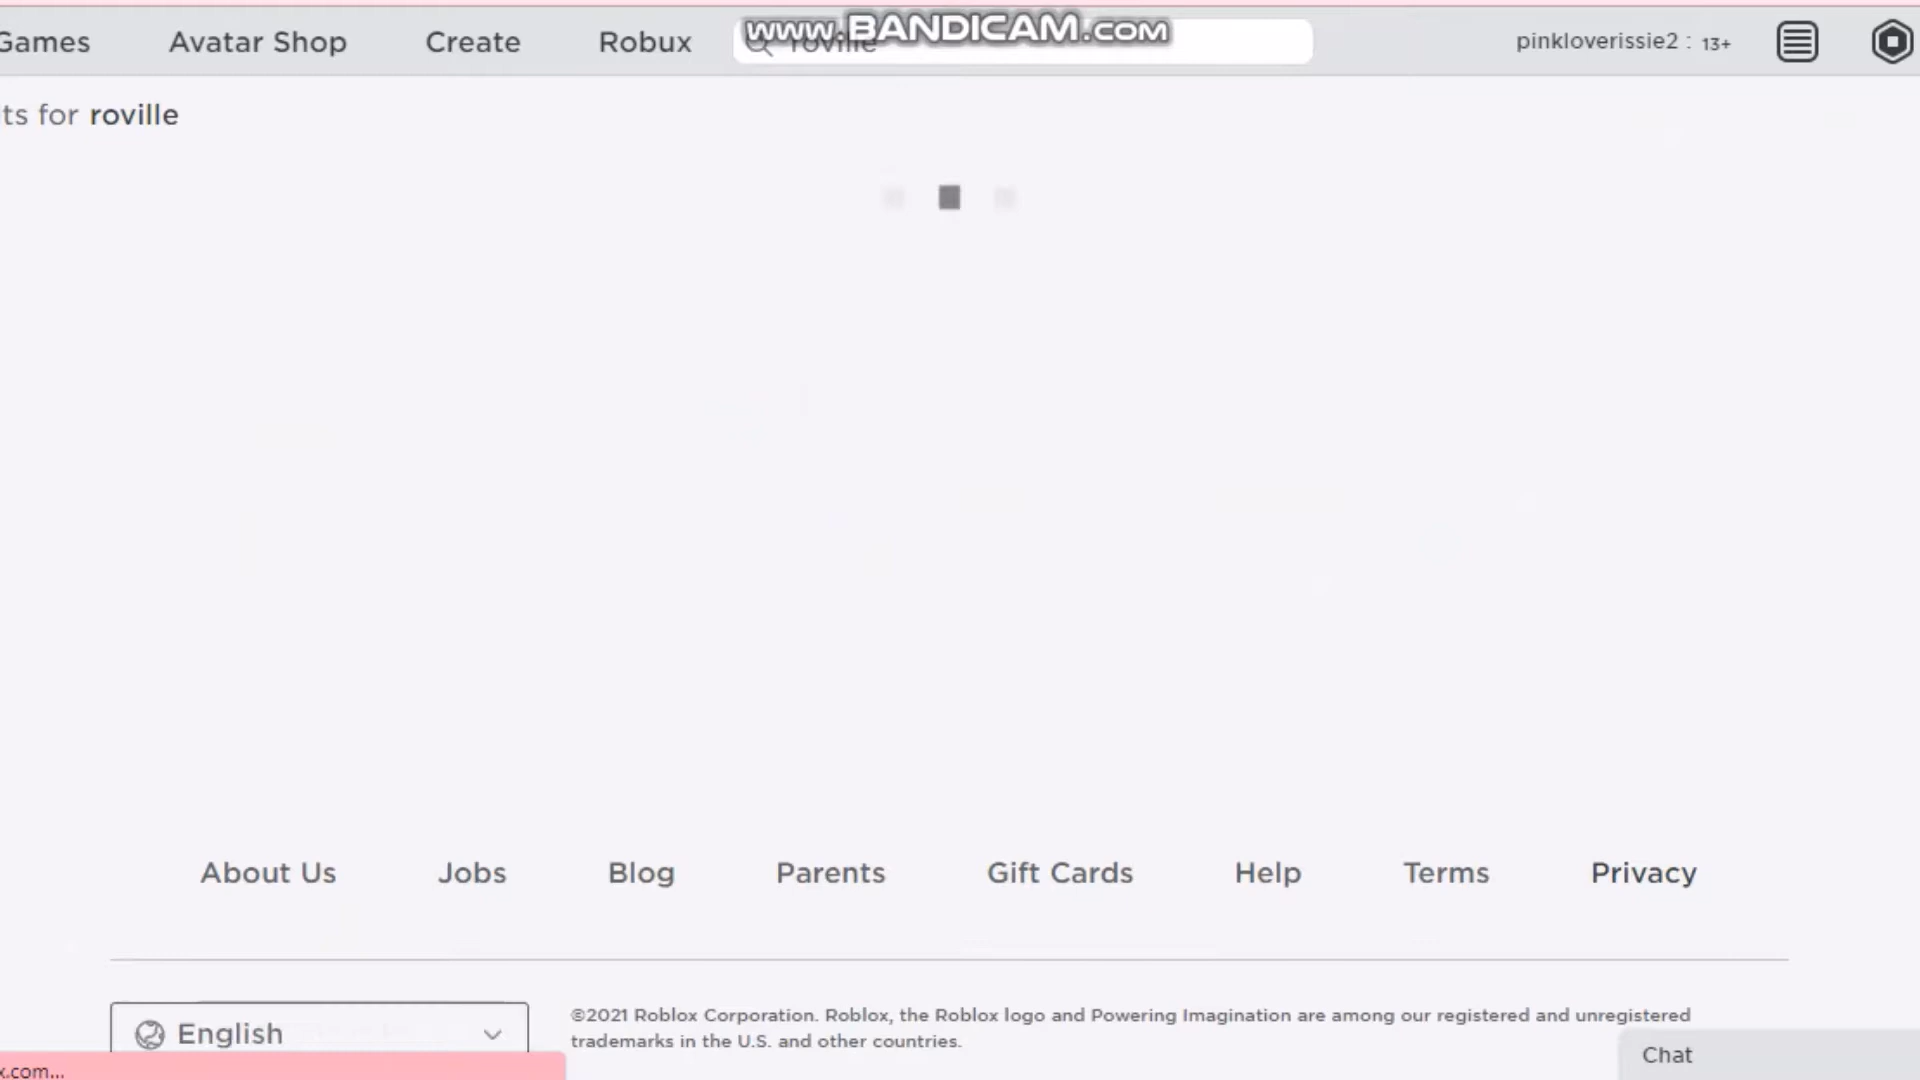 Games Avatar Shop Create Robux roville pinkloverissie2 : 13+
www.BANDICAM.com
ts for roville
About Us Jobs Blog Parents Gift Cards Help Terms Privacy
English
©2021 Roblox Corporation. Roblox, the Roblox logo and Powering Imagination are among our registered and unregistered
trademarks in the U.S. and other countries.
Chat
x.com...